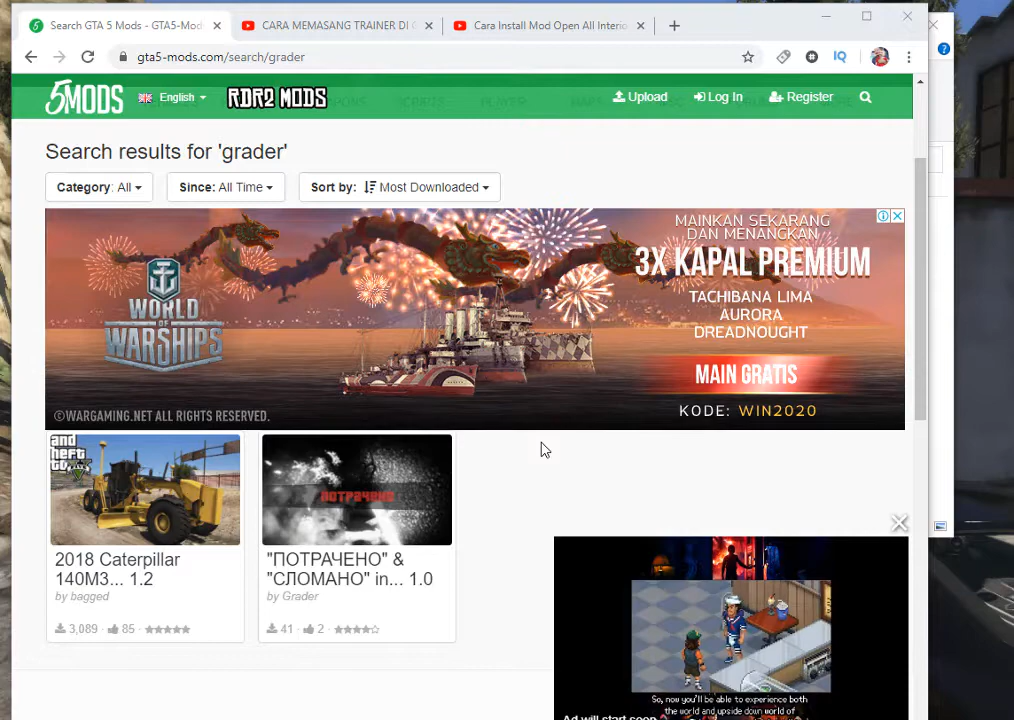 Search GTA 5 Mods - GTA5-Mod
CARA MEMASANG TRAINER DI
Cara Install Mod Open All Interio
gta5-mods.com/search/grader
5MODS
English
RDR2 MODS
Upload
Log In
Register
Search results for 'grader'
Category: All
Since: All Time
Sort by: Most Downloaded
MAINKAN SEKARANG
DAN MENANGKAN
3X KAPAL PREMIUM
TACHIBANA LIMA
AURORA
DREADNOUGHT
MAIN GRATIS
KODE: WIN2020
WORLD
OF
WARSHIPS
©WARGAMING.NET ALL RIGHTS RESERVED.
and
theft
ПОТРАЧЕНО
2018 Caterpillar
140M3... 1.2
by bagged
3,089 85
"ПОТРАЧЕНО" &
"СЛОМАНО" in... 1.0
by Grader
41 2
So, now you'll be able to experience both
the world and upside down world of
Ad will start soon